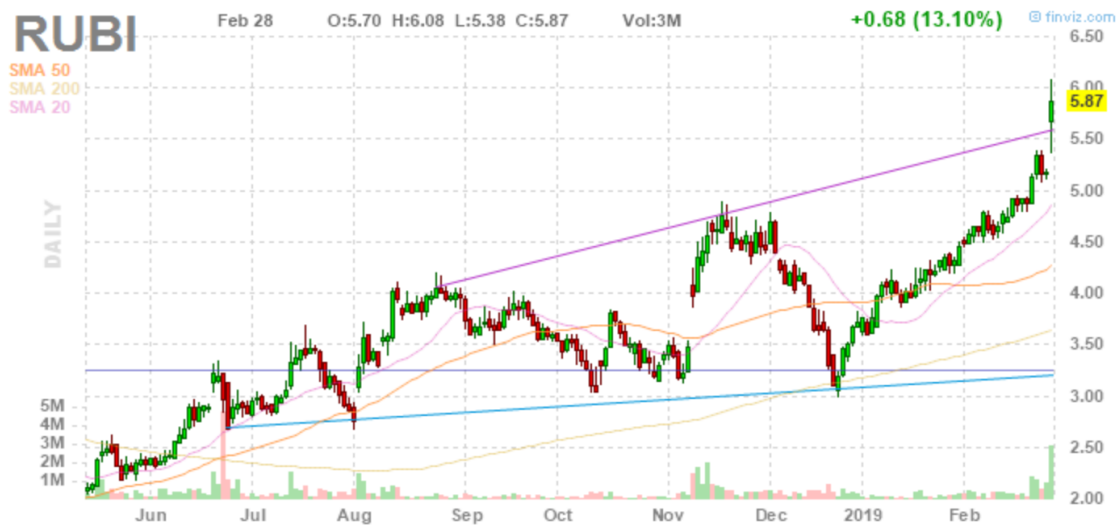 RUBI
Feb 28 O:5.70 H:6.08 L:5.38 C:5.87 Vol:3M +0.68 (13.10%) © finviz.com
SMA 50
SMA 200
SMA 20
DAILY
6.50
6.00
5.87
5.50
5.00
4.50
4.00
3.50
3.00
2.50
2.00
5M
4M
3M
2M
1M
Jun Jul Aug Sep Oct Nov Dec 2019 Feb